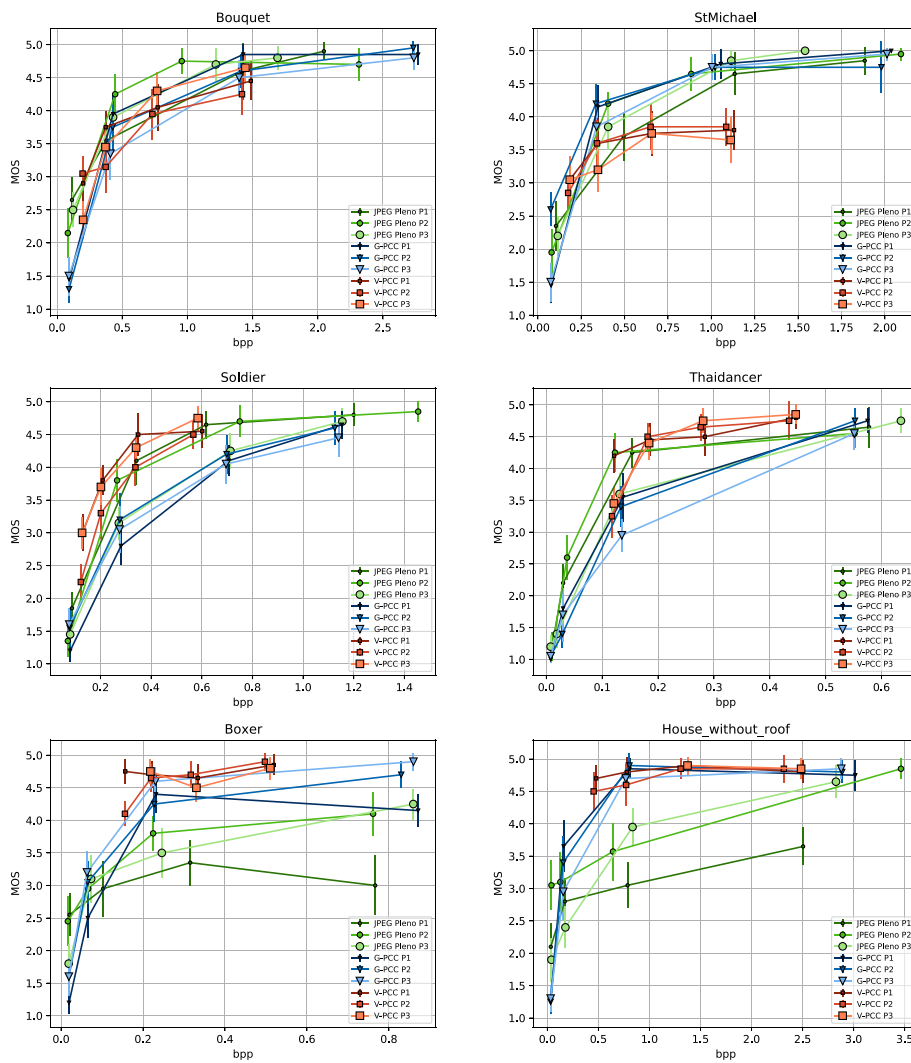 Bouquet
5.0
4.5
4.0
3.5
3.0
2.5
2.0
1.5
1.0
MOS
0.0 0.5 1.0 1.5 2.0 2.5
bpp
JPEG Pleno P1
JPEG Pleno P2
JPEG Pleno P3
G-PCC P1
G-PCC P2
G-PCC P3
V-PCC P1
V-PCC P2
V-PCC P3
StMichael
5.0
4.5
4.0
3.5
3.0
2.5
2.0
1.5
1.0
MOS
0.00 0.25 0.50 0.75 1.00 1.25 1.50 1.75 2.00
bpp
JPEG Pleno P1
JPEG Pleno P2
JPEG Pleno P3
G-PCC P1
G-PCC P2
G-PCC P3
V-PCC P1
V-PCC P2
V-PCC P3
Soldier
5.0
4.5
4.0
3.5
3.0
2.5
2.0
1.5
1.0
MOS
0.2 0.4 0.6 0.8 1.0 1.2 1.4
bpp
JPEG Pleno P1
JPEG Pleno P2
JPEG Pleno P3
G-PCC P1
G-PCC P2
G-PCC P3
V-PCC P1
V-PCC P2
V-PCC P3
Thaidancer
5.0
4.5
4.0
3.5
3.0
2.5
2.0
1.5
1.0
MOS
0.0 0.1 0.2 0.3 0.4 0.5 0.6
bpp
JPEG Pleno P1
JPEG Pleno P2
JPEG Pleno P3
G-PCC P1
G-PCC P2
G-PCC P3
V-PCC P1
V-PCC P2
V-PCC P3
Boxer
5.0
4.5
4.0
3.5
3.0
2.5
2.0
1.5
1.0
MOS
0.0 0.2 0.4 0.6 0.8
bpp
JPEG Pleno P1
JPEG Pleno P2
JPEG Pleno P3
G-PCC P1
G-PCC P2
G-PCC P3
V-PCC P1
V-PCC P2
V-PCC P3
House_without_roof
5.0
4.5
4.0
3.5
3.0
2.5
2.0
1.5
1.0
MOS
0.0 0.5 1.0 1.5 2.0 2.5 3.0 3.5
bpp
JPEG Pleno P1
JPEG Pleno P2
JPEG Pleno P3
G-PCC P1
G-PCC P2
G-PCC P3
V-PCC P1
V-PCC P2
V-PCC P3